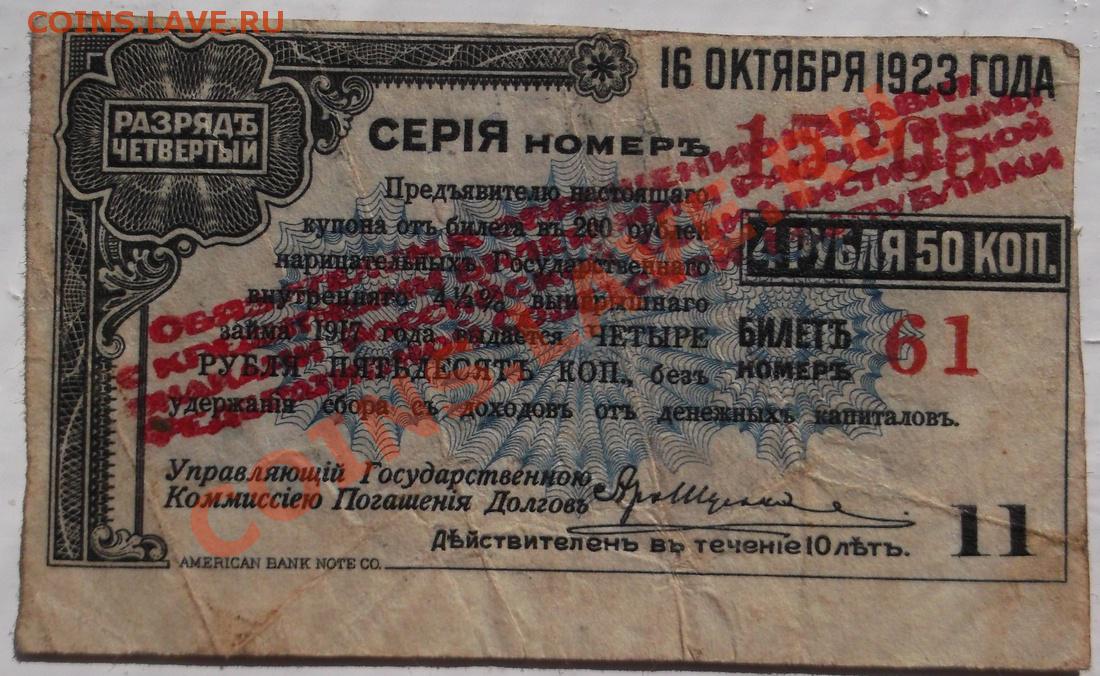 COINS.LAVE.RU
16 ОКТЯБРЯ 1923 ГОДА
РАЗРЯДЪ
ЧЕТВЕРТЫЙ
СЕРІЯ НОМЕРЪ
Предъявителю настоящаго
купона отъ билета въ 200 рублей
нарицательныхъ Государственнаго
внутренняго 4½% выигрышнаго
займа 1917 года выдается ЧЕТЫРЕ
РУБЛЯ ПЯТЬДЕСЯТЪ КОП., безъ
удержанія сбора съ доходовъ отъ денежныхъ капиталовъ.
4 РУБЛЯ 50 КОП.
БИЛЕТЪ
НОМЕРЪ
61
Управляющій Государственною
Коммиссіею Погашенія Долговъ
Дѣйствителенъ въ теченіе 10 лѣтъ.
11
AMERICAN BANK NOTE CO.